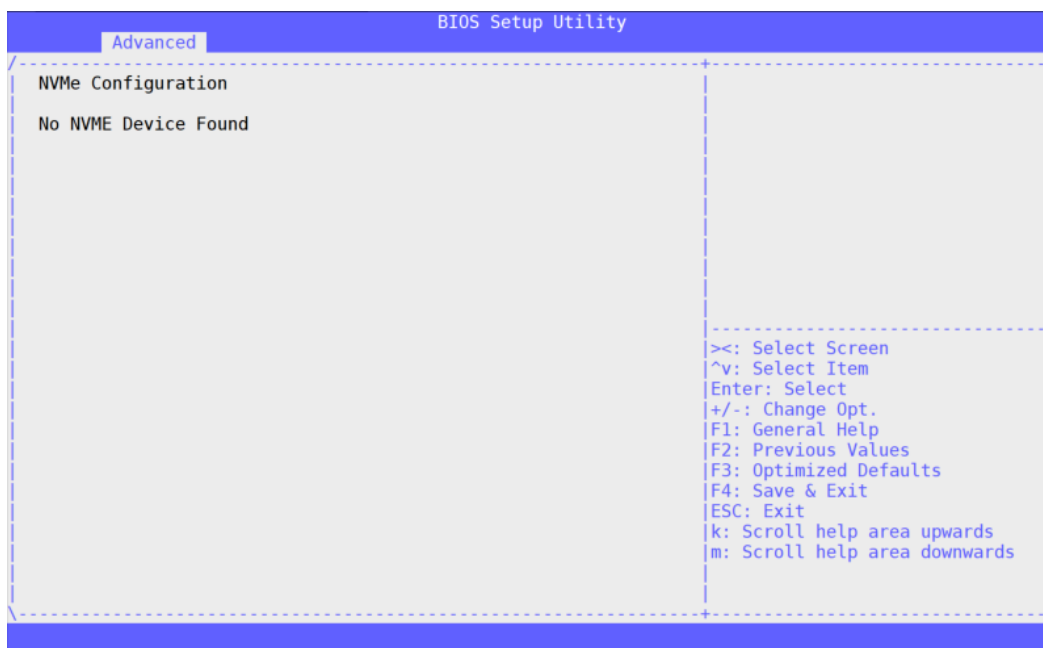 BIOS Setup Utility
Advanced
NVMe Configuration
No NVME Device Found
><: Select Screen
^v: Select Item
Enter: Select
+/-: Change Opt.
F1: General Help
F2: Previous Values
F3: Optimized Defaults
F4: Save & Exit
ESC: Exit
k: Scroll help area upwards
m: Scroll help area downwards